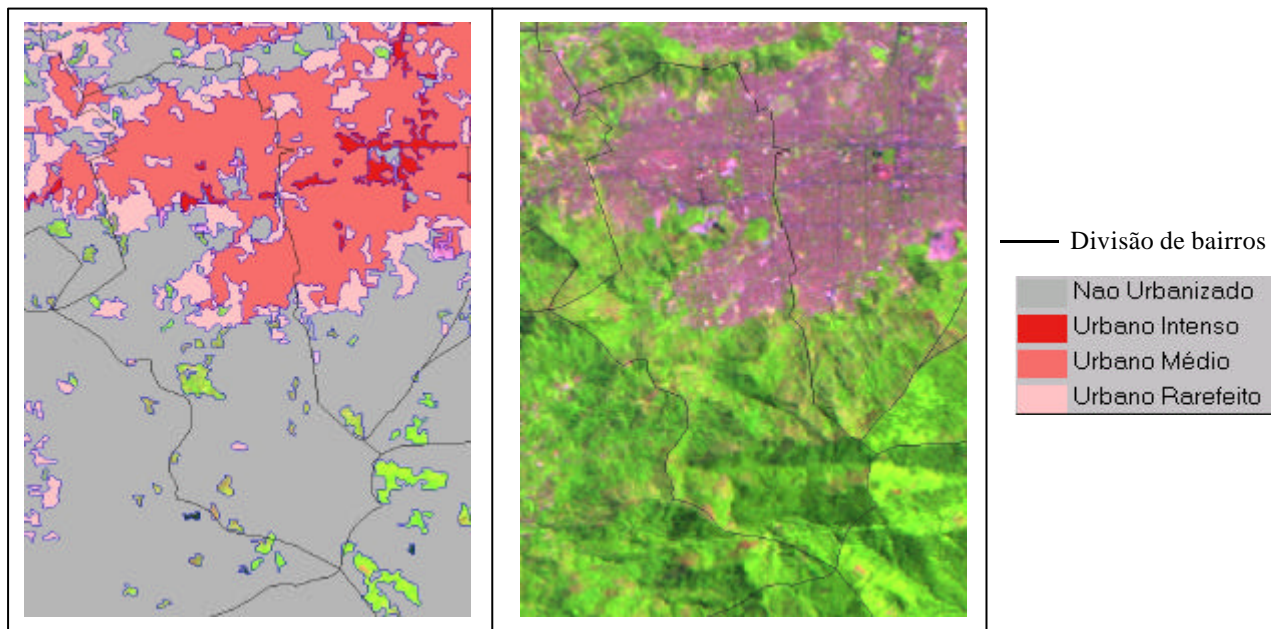 Divisão de bairros
Nao Urbanizado
Urbano Intenso
Urbano Médio
Urbano Rarefeito